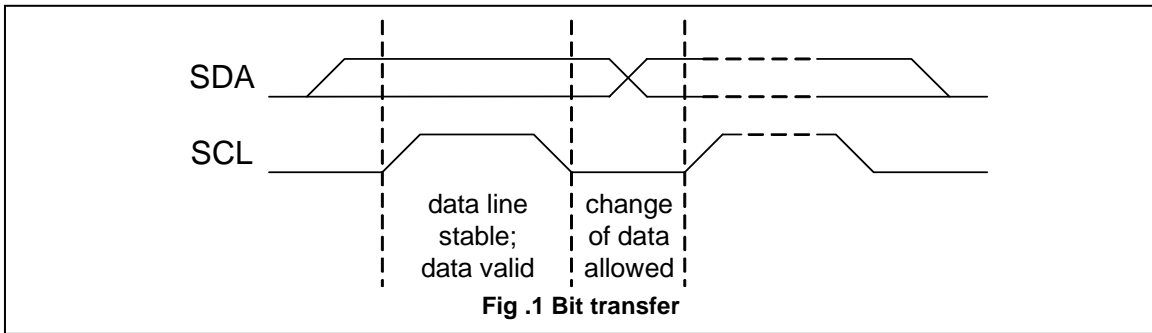 SDA
SCL
data line
stable;
data valid
change
of data
allowed
Fig .1 Bit transfer